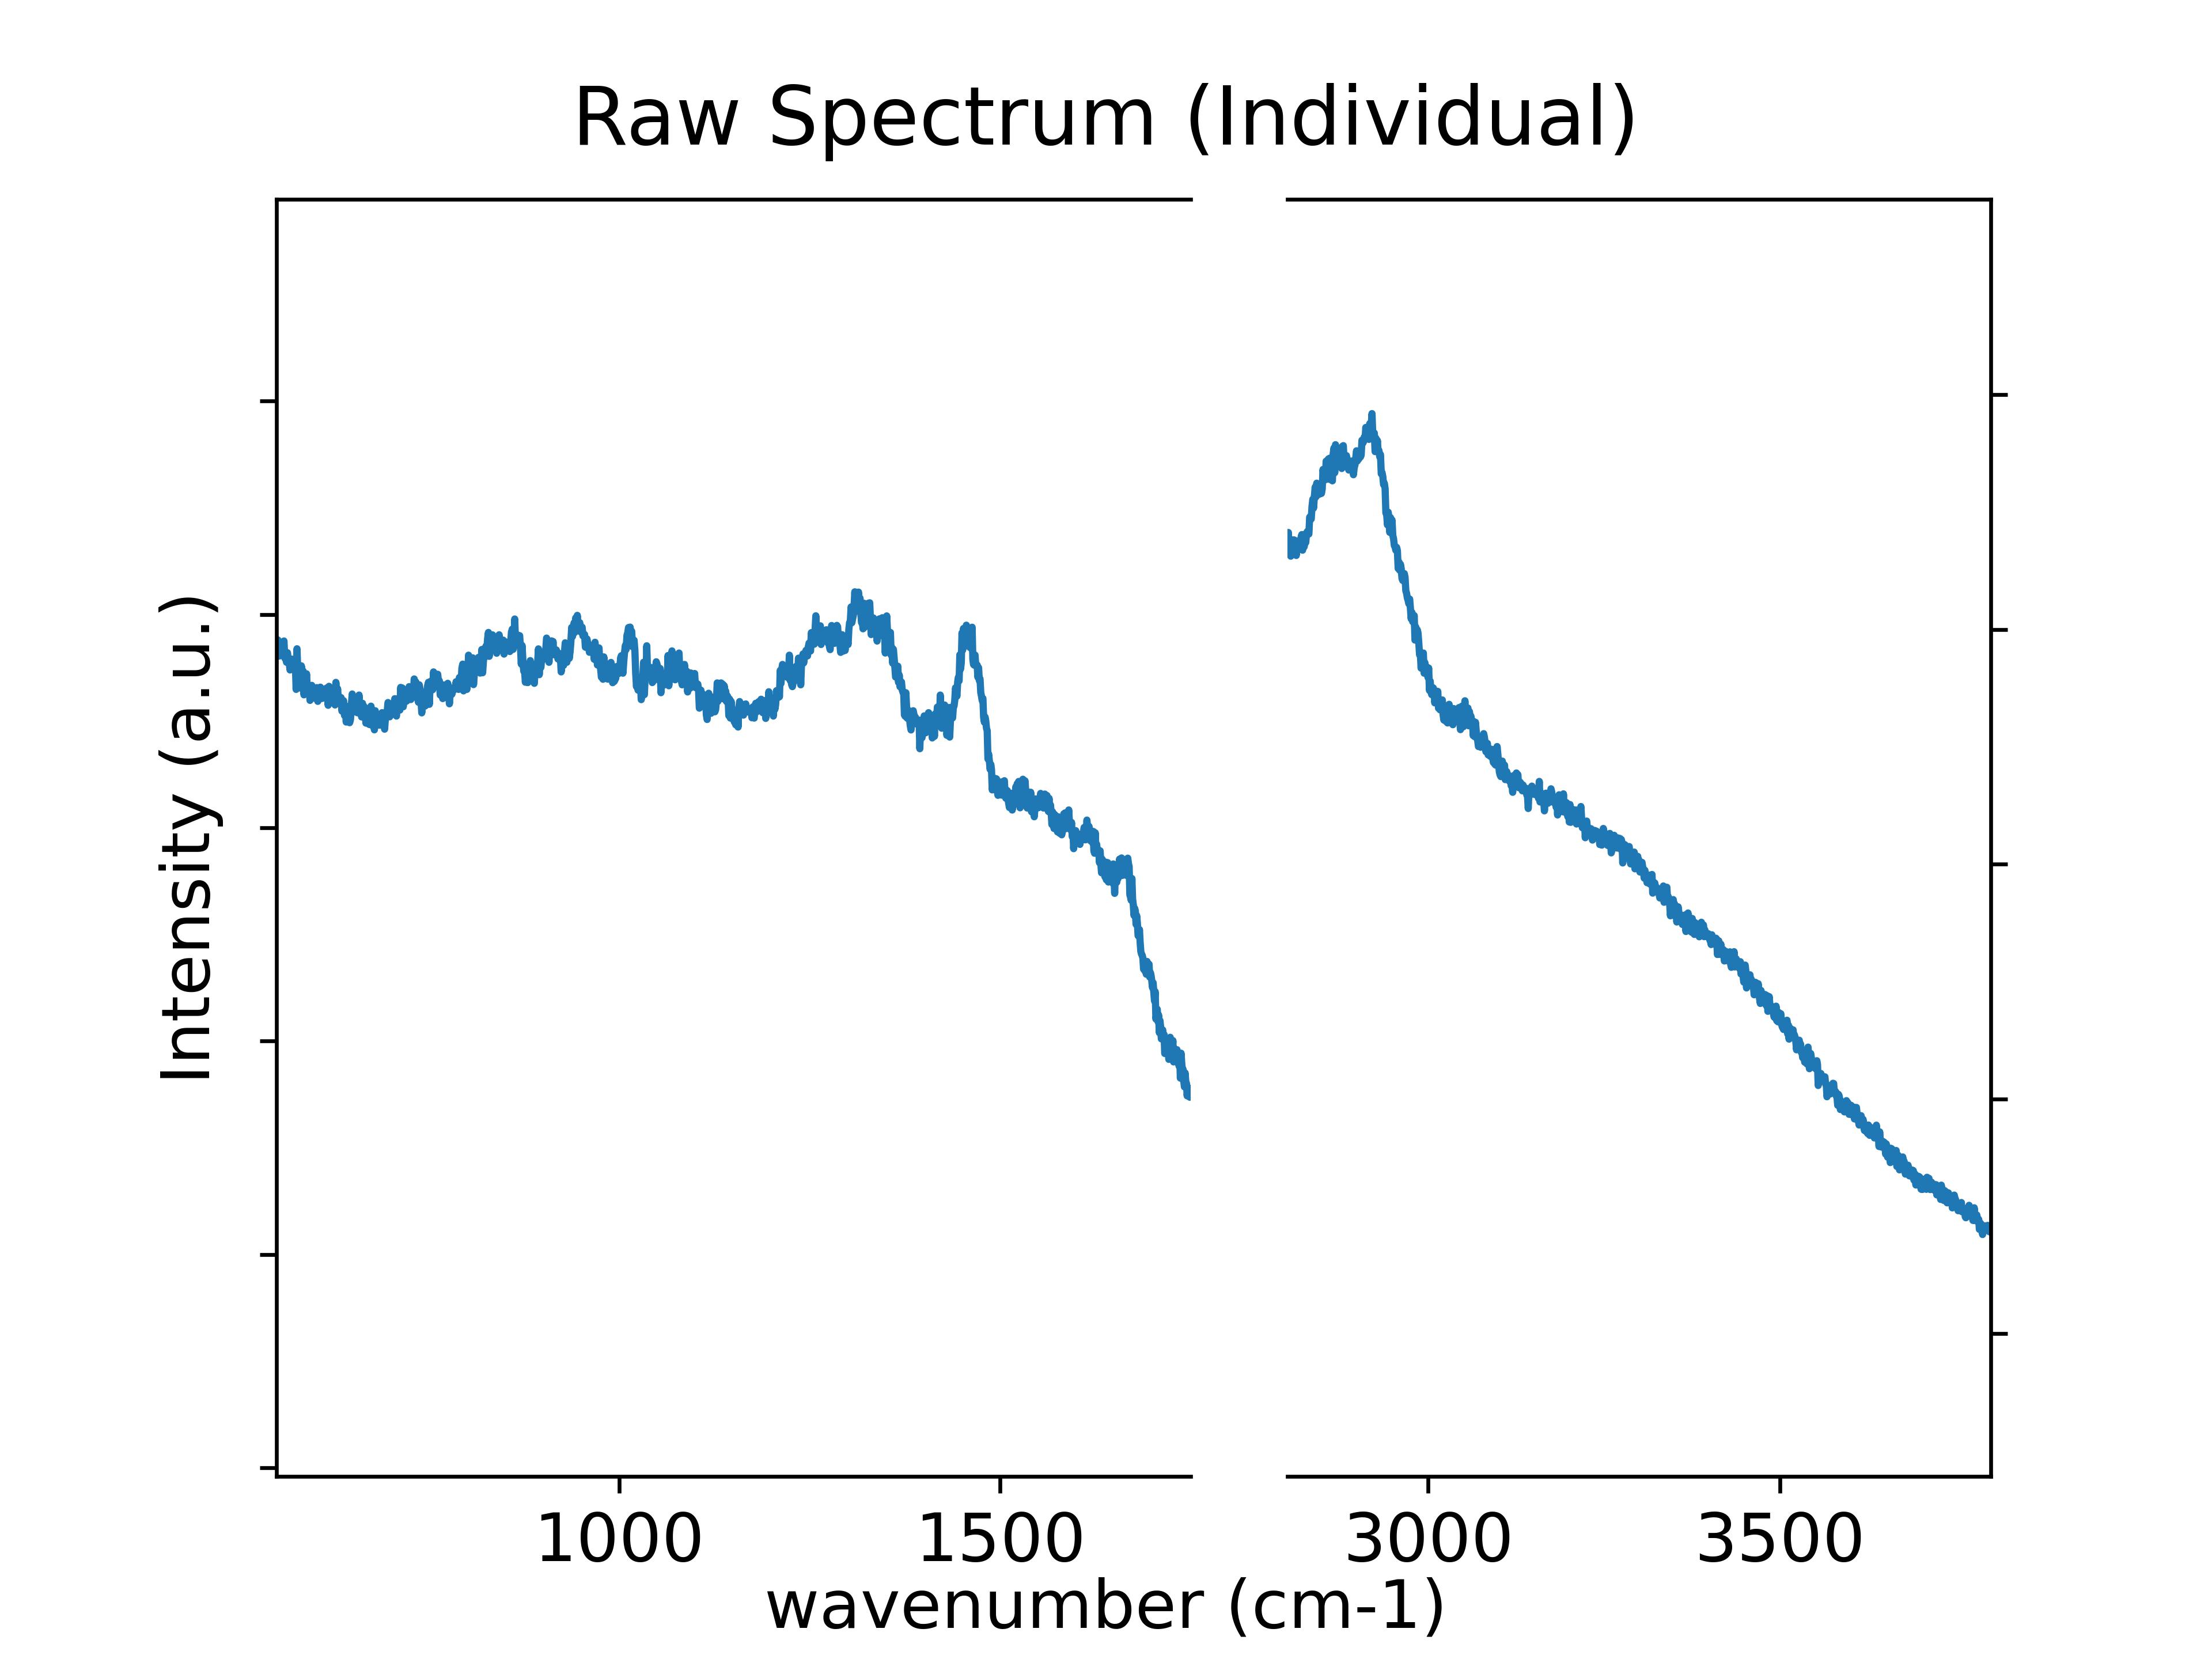 Raw Spectrum (Individual)
Intensity (a.u.)
1000 1500 3000 3500
wavenumber (cm-1)